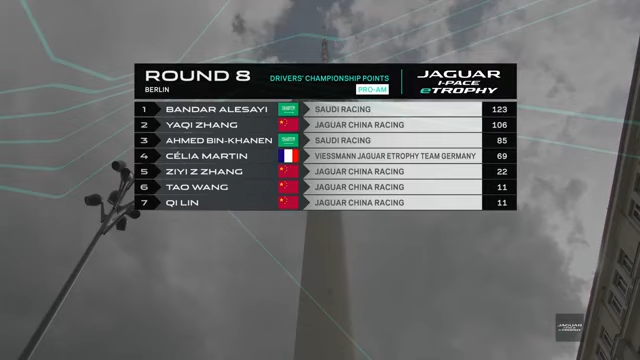 ROUND 8
BERLIN
DRIVERS' CHAMPIONSHIP POINTS
PRO-AM
JAGUAR
I-PACE
eTROPHY
1 BANDAR ALESAYI SAUDI RACING 123
2 YAQI ZHANG JAGUAR CHINA RACING 106
3 AHMED BIN-KHANEN SAUDI RACING 85
4 CÉLIA MARTIN VIESSMANN JAGUAR ETROPHY TEAM GERMANY 69
5 ZIYI Z ZHANG JAGUAR CHINA RACING 22
6 TAO WANG JAGUAR CHINA RACING 11
7 QI LIN JAGUAR CHINA RACING 11
JAGUAR
I-PACE
eTROPHY